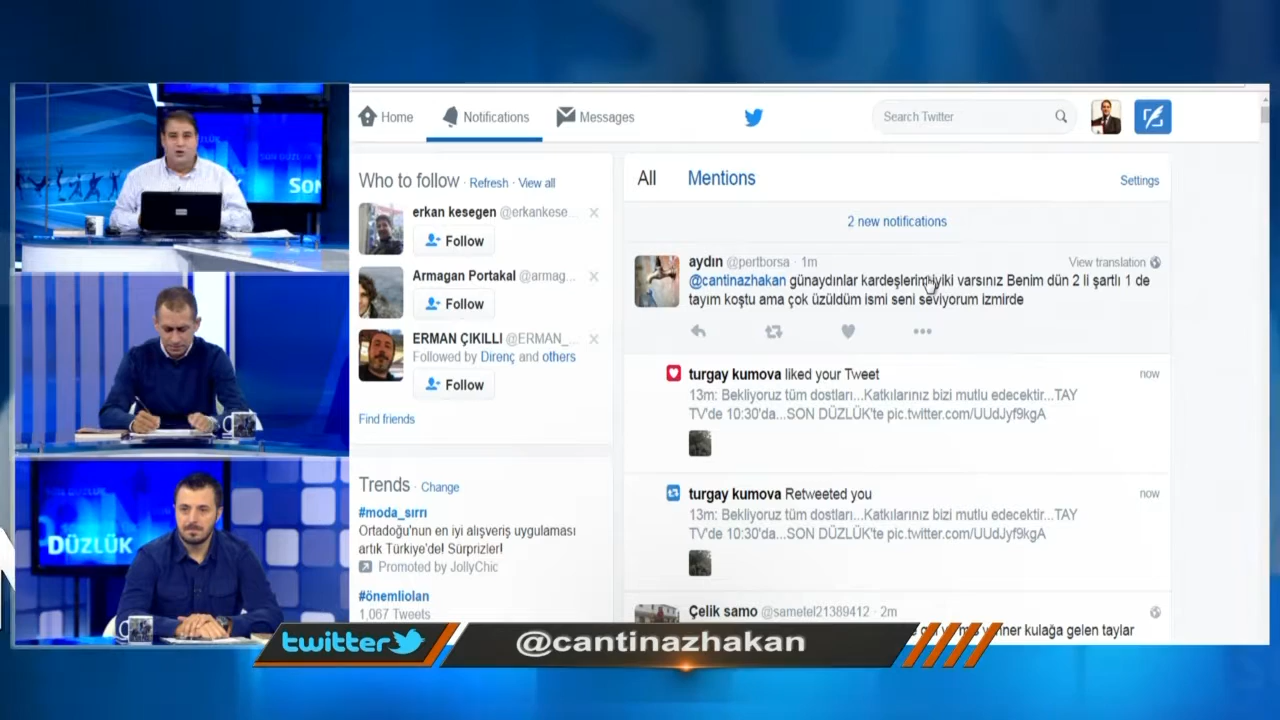 SON
SON DÜZLÜK
SON
DÜZLÜK
Home
Notifications
Messages
Search Twitter
Who to follow · Refresh · View all
erkan kesegen @erkankese...
Follow
Armagan Portakal @armag...
Follow
ERMAN ÇIKILLI @ERMAN_...
Followed by Direnç and others
Follow
Find friends
Trends · Change
#moda_sırrı
Ortadoğu'nun en iyi alışveriş uygulaması
artık Türkiye'de! Sürprizler!
Promoted by JollyChic
#önemliolan
1,067 Tweets
All
Mentions
Settings
2 new notifications
aydın @pertborsa · 1m
View translation
@cantinazhakan günaydınlar kardeşlerim iyiki varsınız Benim dün 2 li şartlı 1 de
tayım koştu ama çok üzüldüm ismi seni seviyorum izmirde
turgay kumova liked your Tweet
now
13m: Bekliyoruz tüm dostları...Katkılarınız bizi mutlu edecektir...TAY
TV'de 10:30'da...SON DÜZLÜK'te pic.twitter.com/UUdJyf9kgA
turgay kumova Retweeted you
now
13m: Bekliyoruz tüm dostları...Katkılarınız bizi mutlu edecektir...TAY
TV'de 10:30'da...SON DÜZLÜK'te pic.twitter.com/UUdJyf9kgA
Çelik samo @sametel21389412 · 2m
kulağa gelen taylar
twitter
@cantinazhakan